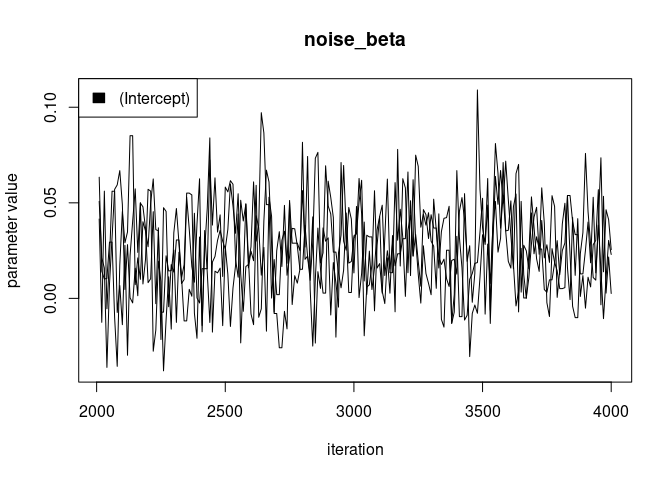 noise_beta
(Intercept)
parameter value
0.10
0.05
0.00
2000 2500 3000 3500 4000
iteration